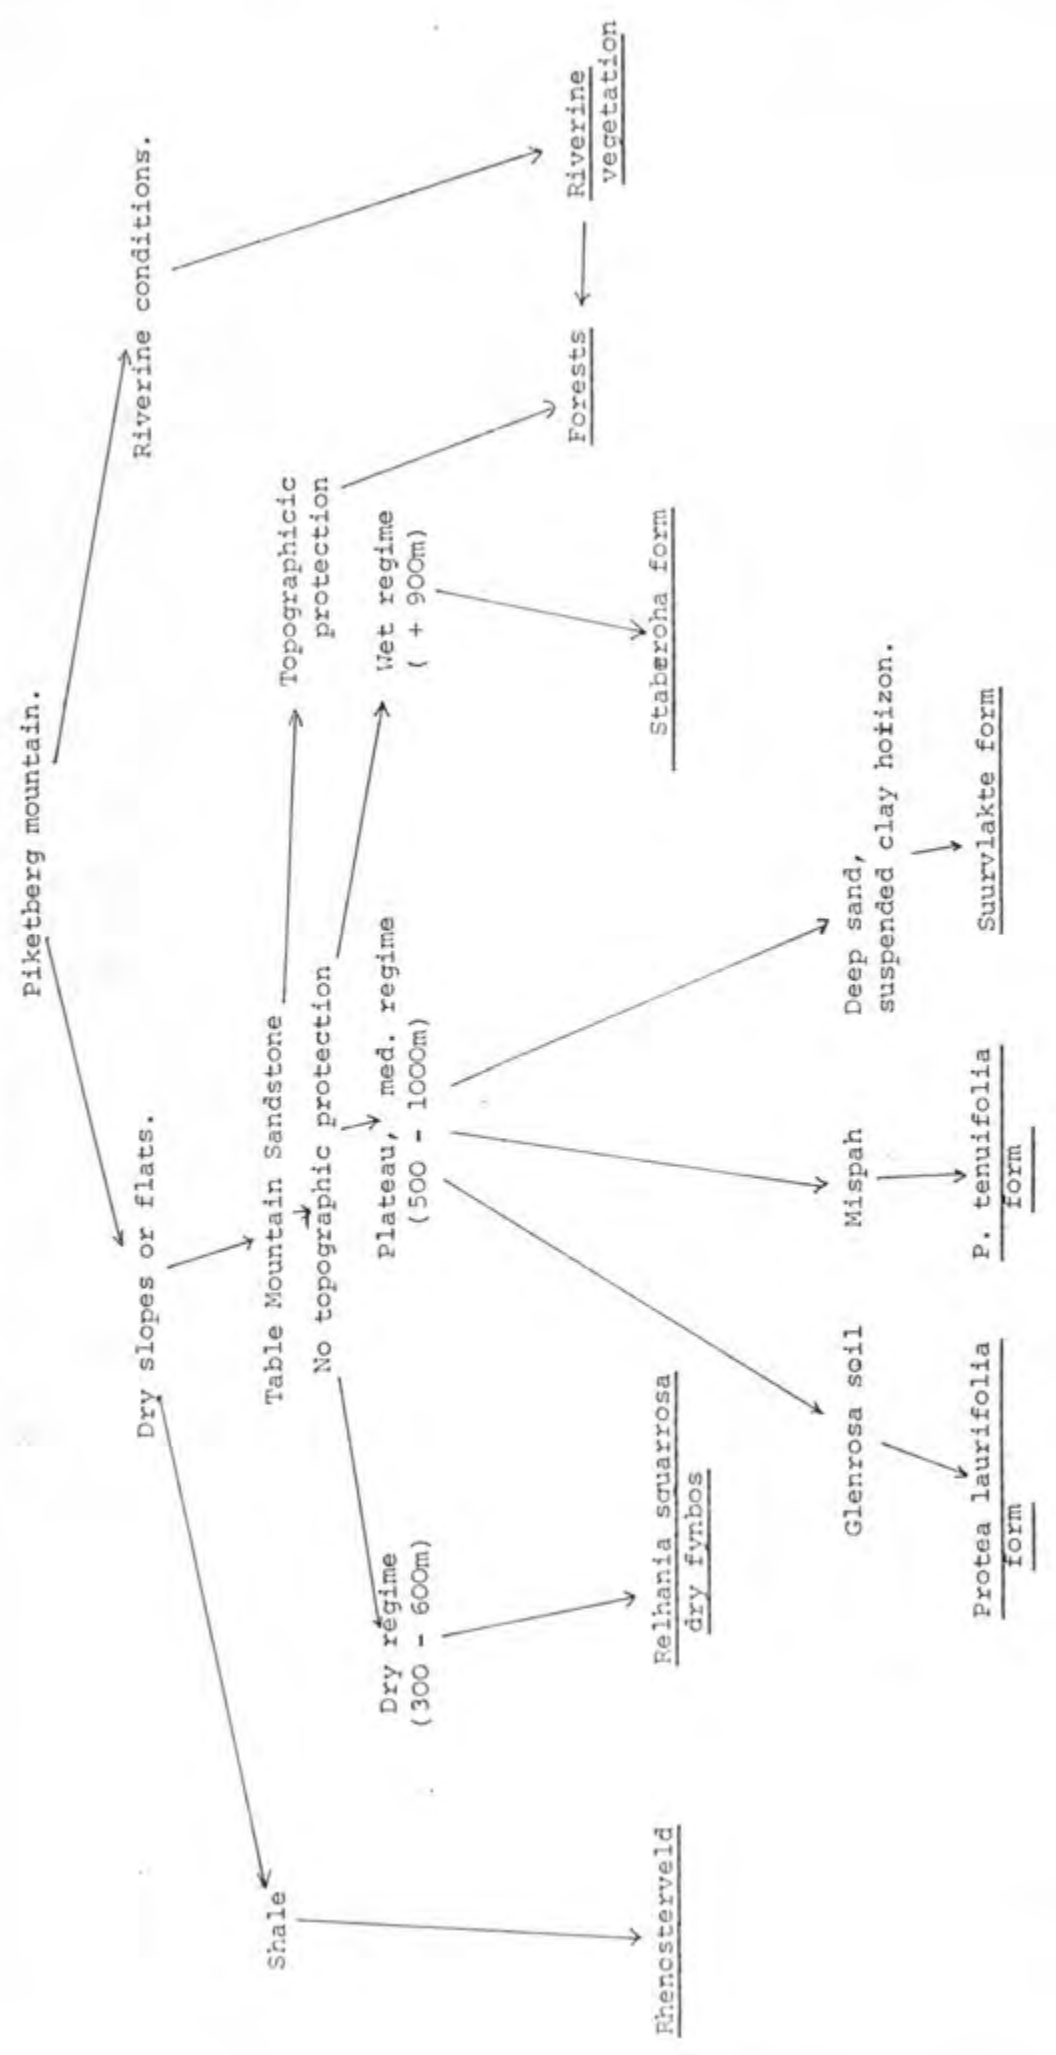 Piketberg mountain.
Dry slopes or flats.
Riverine conditions.
Shale
Table Mountain Sandstone
Topographicic
protection
No topographic protection
Dry regime
(300 - 600m)
Plateau, med. regime
(500 - 1000m)
Wet regime
( + 900m)
Forests
Riverine
vegetation
Rhenosterveld
Relhania squarrosa
dry fynbos
Staberoha form
Glenrosa soil
Mispah
Deep sand,
suspended clay horizon.
Protea laurifolia
form
P. tenuifolia
form
Suurvlakte form